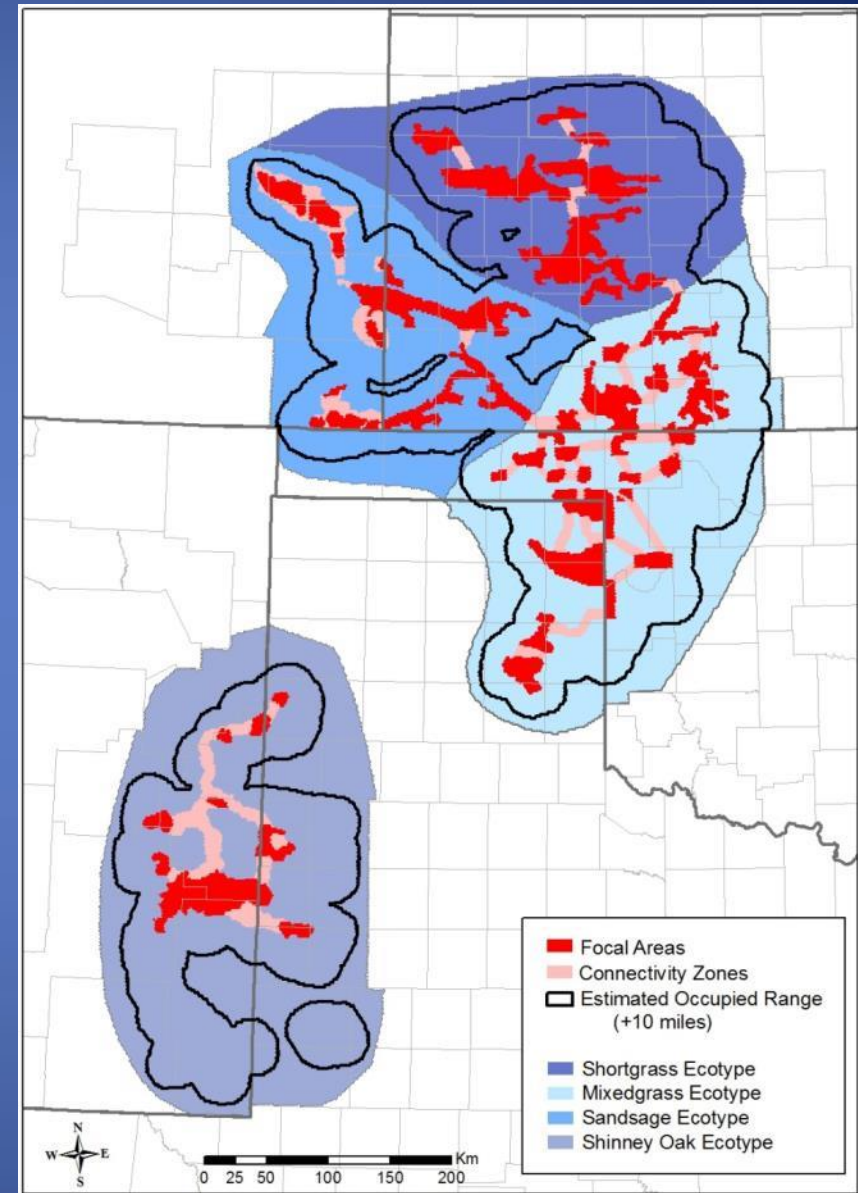 Focal Areas
Connectivity Zones
Estimated Occupied Range
(+10 miles)
Shortgrass Ecotype
Mixedgrass Ecotype
Sandsage Ecotype
Shinney Oak Ecotype
N
W E
S
Km
0 25 50 100 150 200